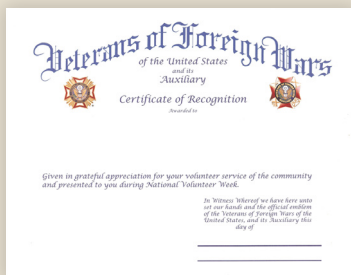 Veterans of Foreign Wars
of the United States
and its
Auxiliary
Certificate of Recognition
Awarded to
Given in grateful appreciation for your volunteer service of the community
and presented to you during National Volunteer Week.
In Witness Whereof we have here unto
set our hands and the official emblem
of the Veterans of Foreign Wars of the
United States, and its Auxiliary this
day of